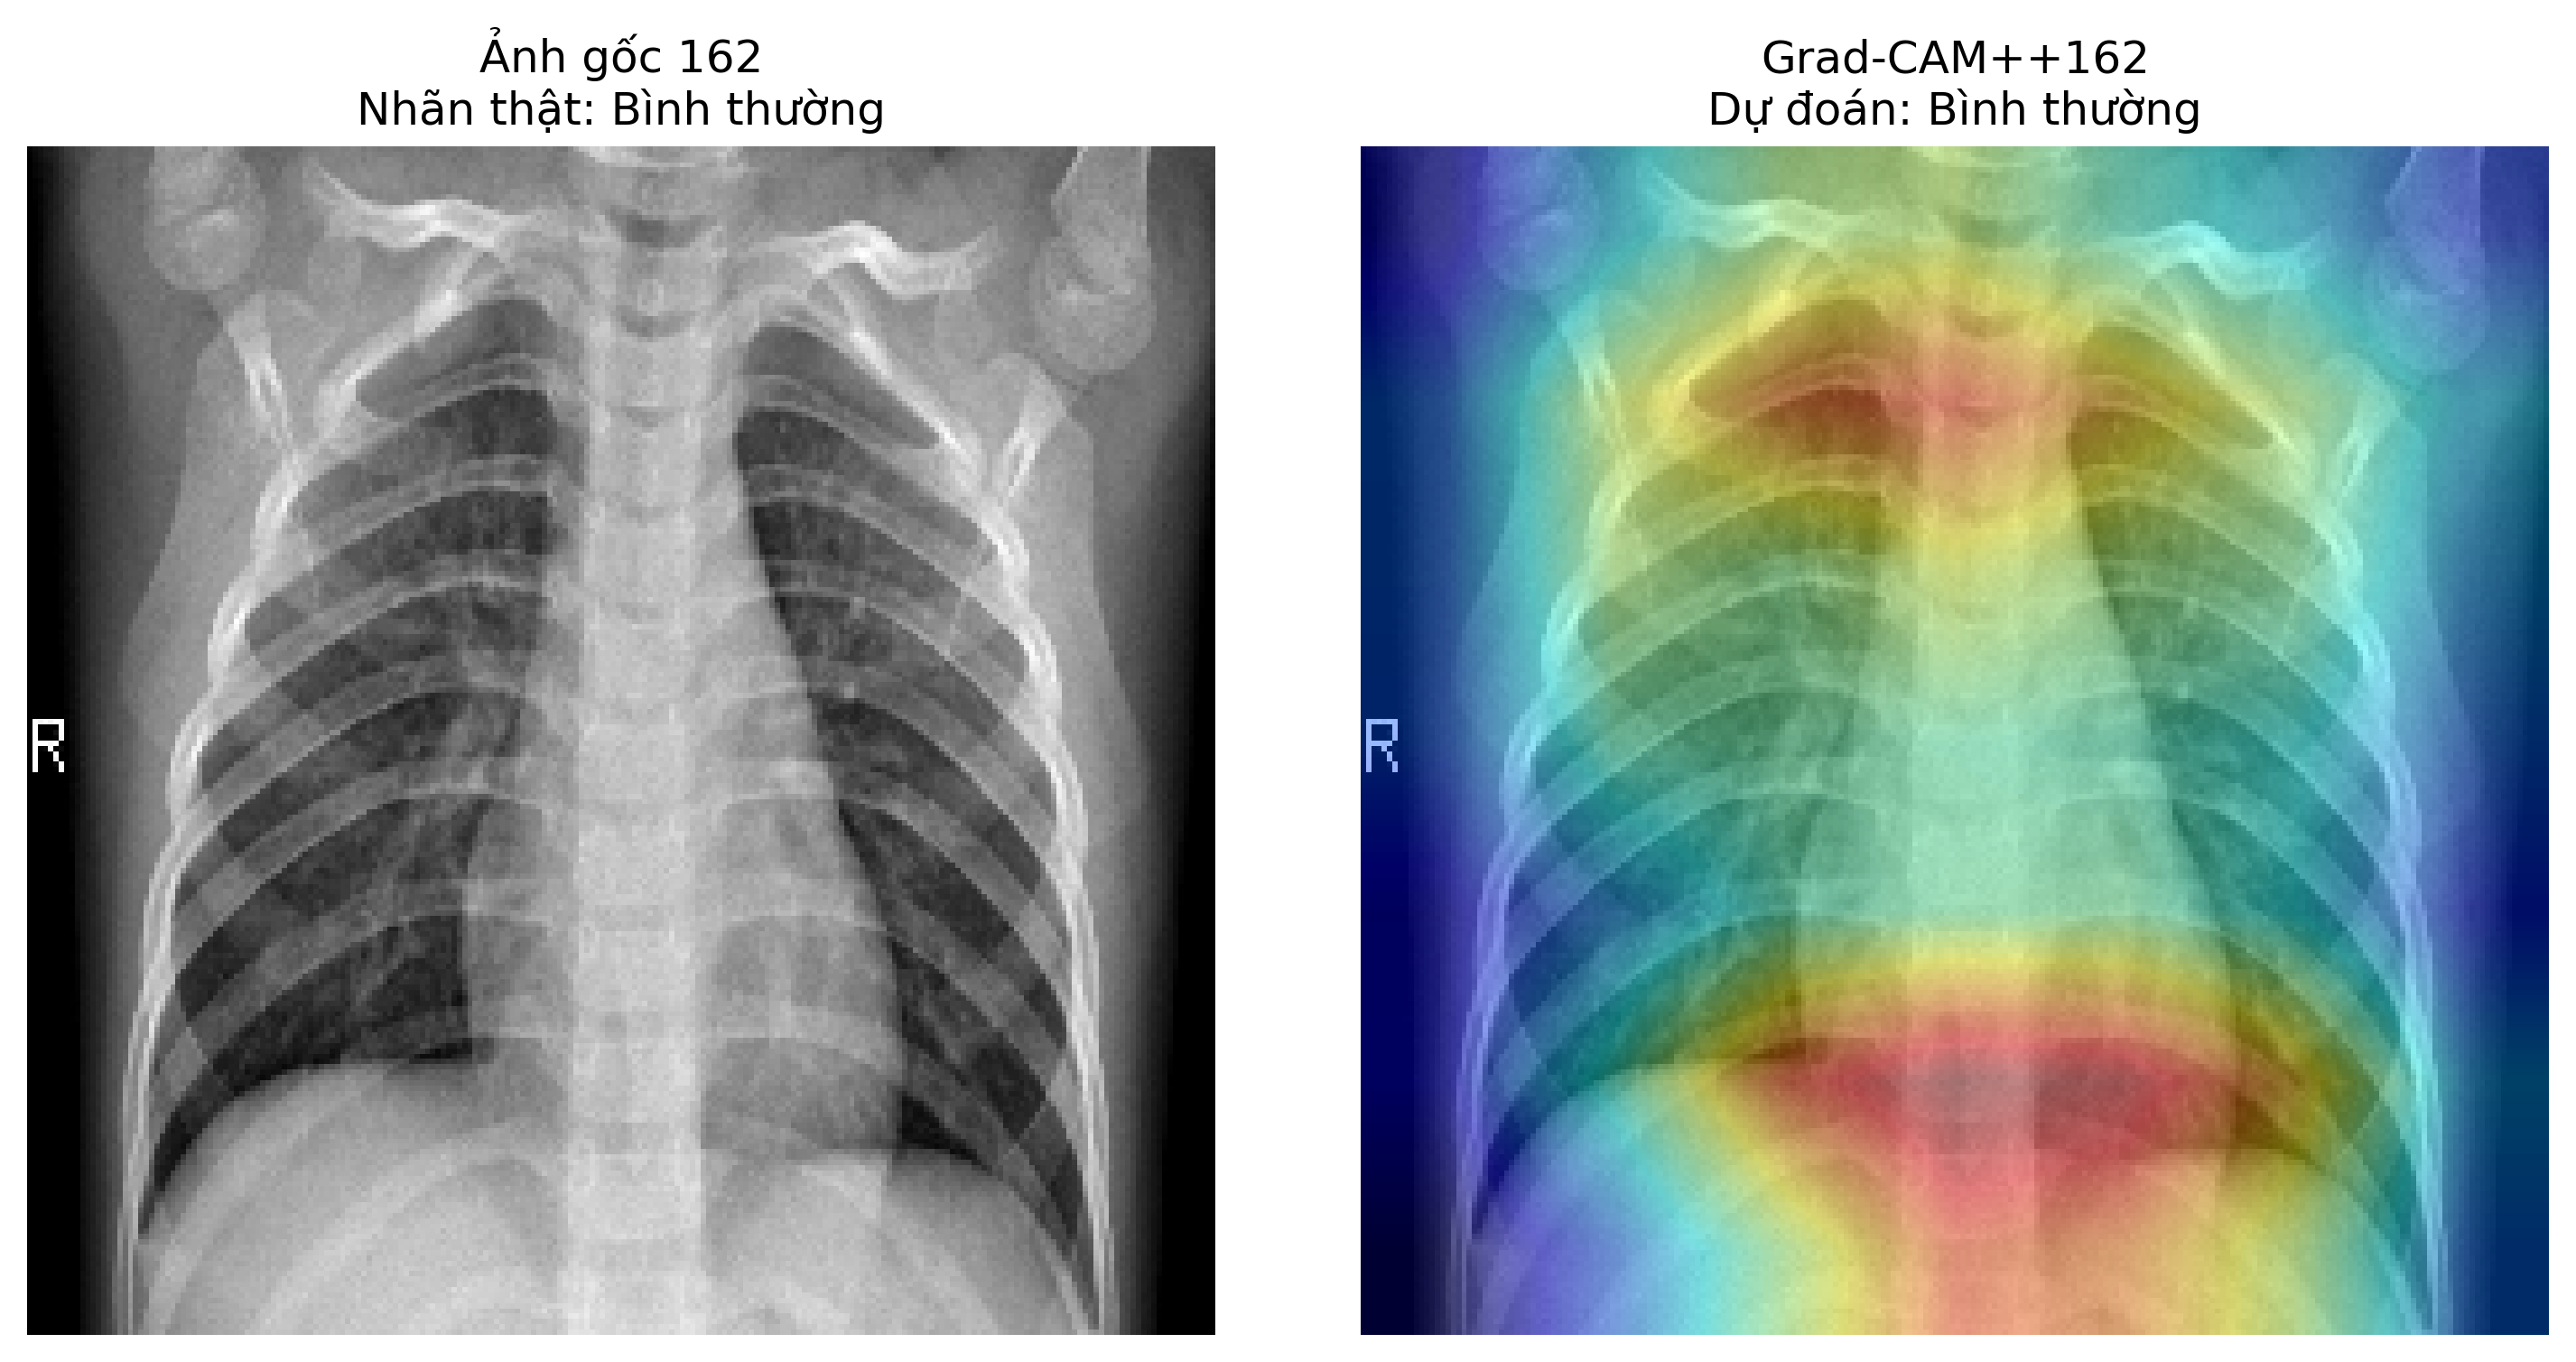 Ảnh gốc 162
Nhãn thật: Bình thường
Grad-CAM++162
Dự đoán: Bình thường
R
R